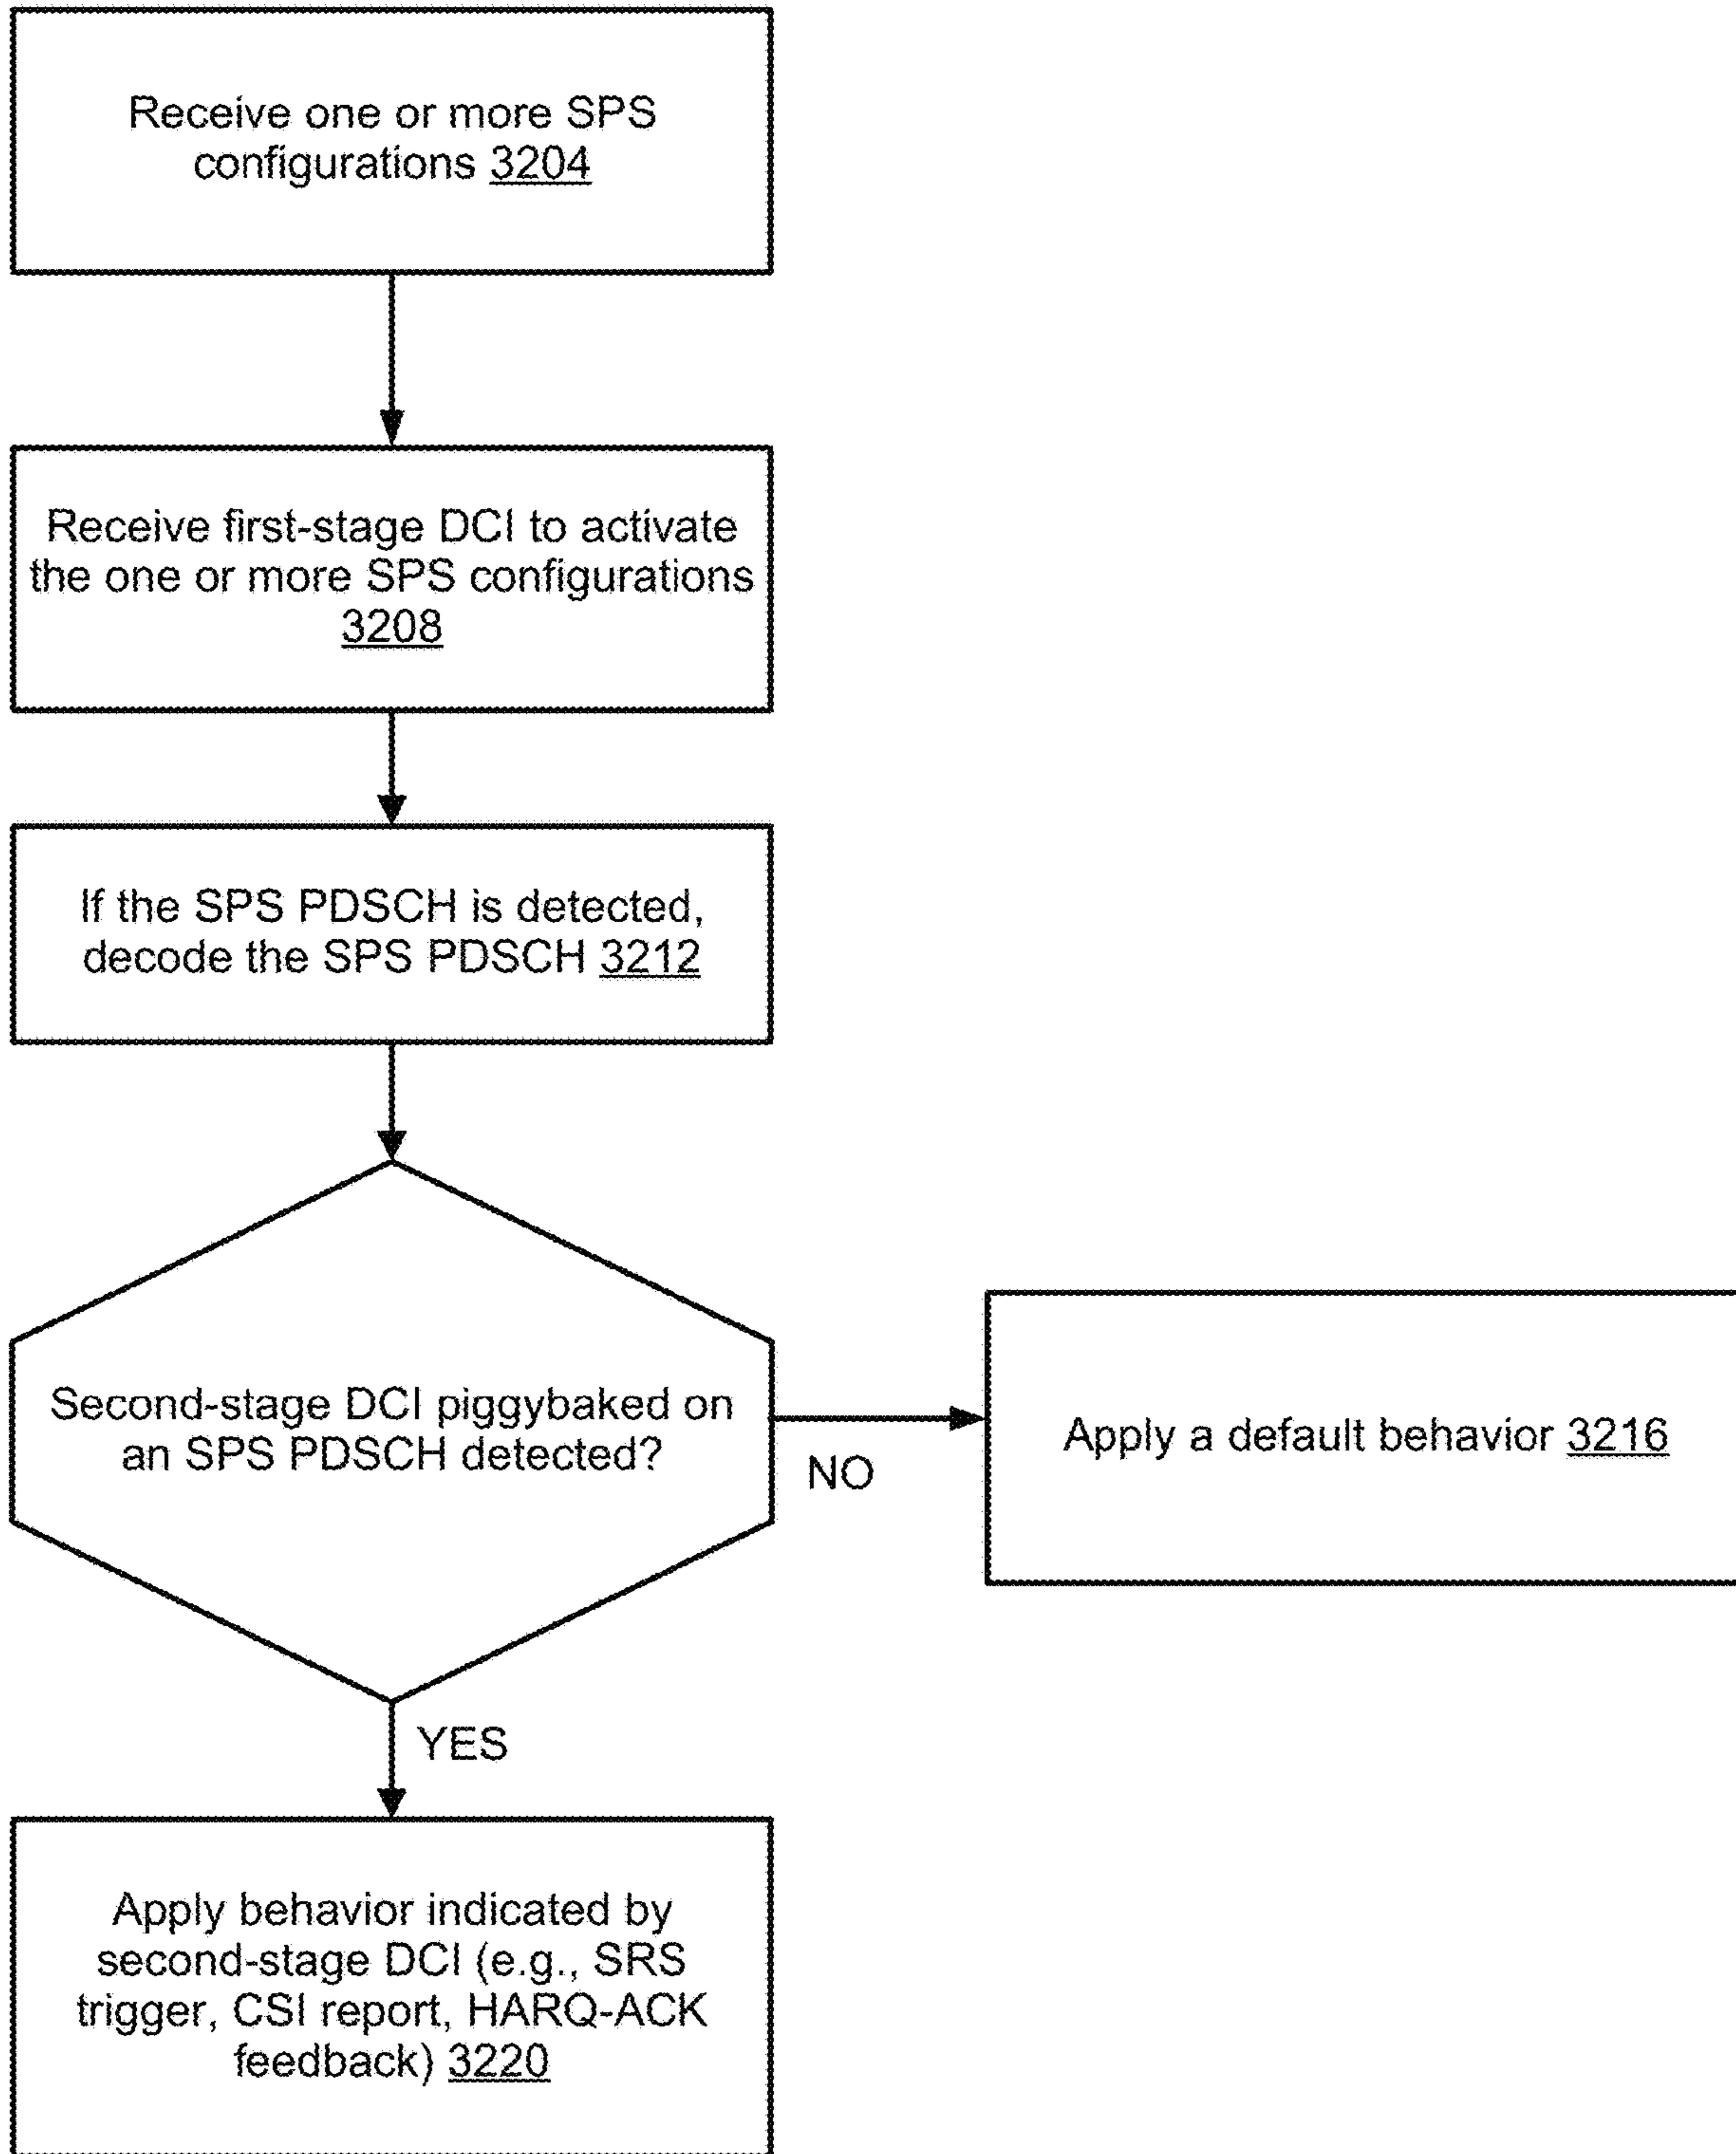 Receive one or more SPS
configurations 3204
Receive first-stage DCI to activate
the one or more SPS configurations
3208
If the SPS PDSCH is detected,
decode the SPS PDSCH 3212
Second-stage DCI piggybaked on
an SPS PDSCH detected?
NO
Apply a default behavior 3216
YES
Apply behavior indicated by
second-stage DCI (e.g., SRS
trigger, CSI report, HARQ-ACK
feedback) 3220